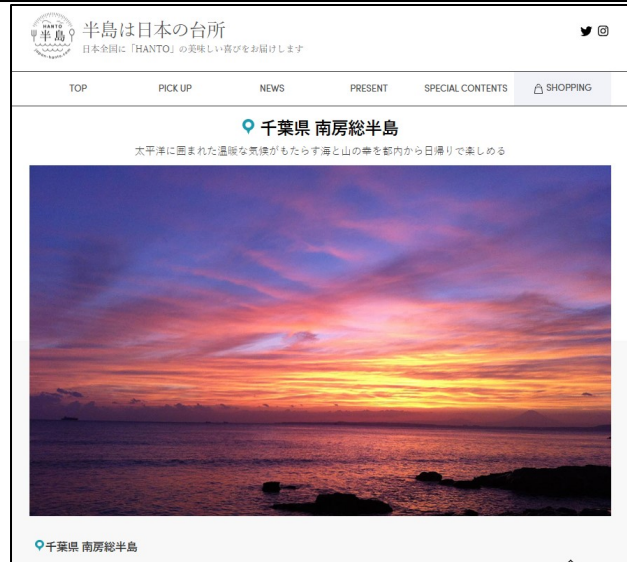 HANTO
半島
japan-hanto.com
半島は日本の台所
日本全国に「HANTO」の美味しい喜びをお届けします
TOP
PICK UP
NEWS
PRESENT
SPECIAL CONTENTS
SHOPPING
千葉県 南房総半島
太平洋に囲まれた温暖な気候がもたらす海と山の幸を都内から日帰りで楽しめる
千葉県 南房総半島